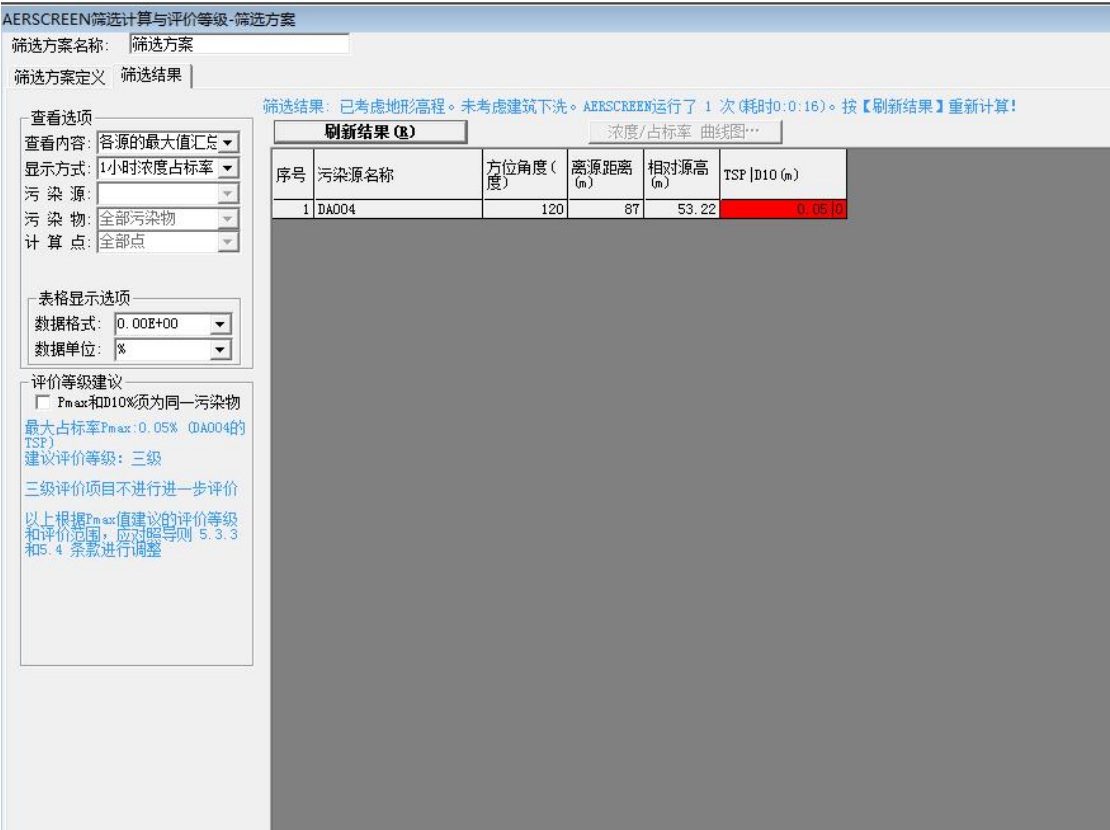 AERSCREEN筛选计算与评价等级-筛选方案
筛选方案名称: 筛选方案
筛选方案定义 筛选结果
筛选结果: 已考虑地形高程。未考虑建筑下洗。AERSCREEN运行了 1 次(耗时0:0:16)。按【刷新结果】重新计算!
刷新结果(R) 浓度/占标率 曲线图…
查看选项
查看内容: 各源的最大值汇总
显示方式: 1小时浓度占标率
污 染 源:
污 染 物: 全部污染物
计 算 点: 全部点
序号 污染源名称 方位角度(度) 离源距离(m) 相对源高(m) TSP|D10(m)
1 DA004 120 87 53.22 0.05|0
表格显示选项
数据格式: 0.00E+00
数据单位: %
评价等级建议
Pmax和D10%须为同一污染物
最大占标率Pmax:0.05% (DA004的
TSP)
建议评价等级: 三级
三级评价项目不进行进一步评价
以上根据Pmax值建议的评价等级
和评价范围,应对照导则 5.3.3
和5.4 条款进行调整